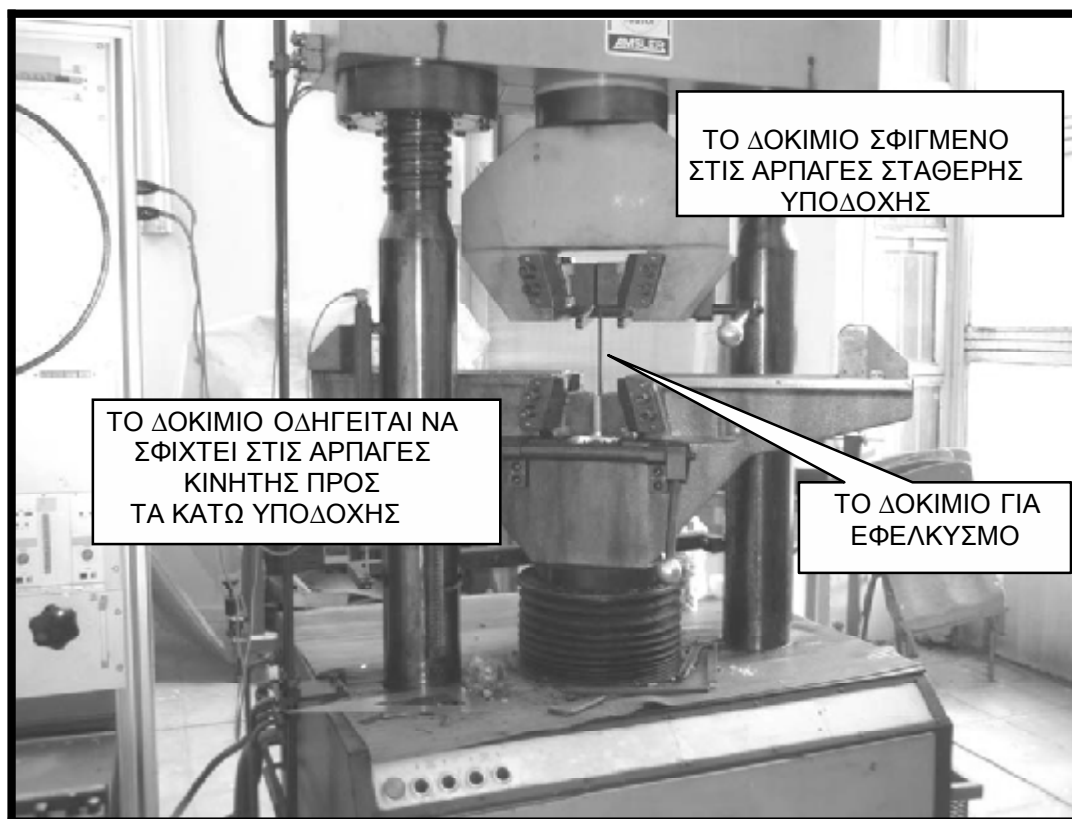 AMSLER
ΤΟ ΔΟΚΙΜΙΟ ΣΦΙΓΜΕΝΟ
ΣΤΙΣ ΑΡΠΑΓΕΣ ΣΤΑΘΕΡΗΣ
ΥΠΟΔΟΧΗΣ
ΤΟ ΔΟΚΙΜΙΟ ΟΔΗΓΕΙΤΑΙ ΝΑ
ΣΦΙΧΤΕΙ ΣΤΙΣ ΑΡΠΑΓΕΣ
ΚΙΝΗΤΗΣ ΠΡΟΣ
ΤΑ ΚΑΤΩ ΥΠΟΔΟΧΗΣ
ΤΟ ΔΟΚΙΜΙΟ ΓΙΑ
ΕΦΕΛΚΥΣΜΟ